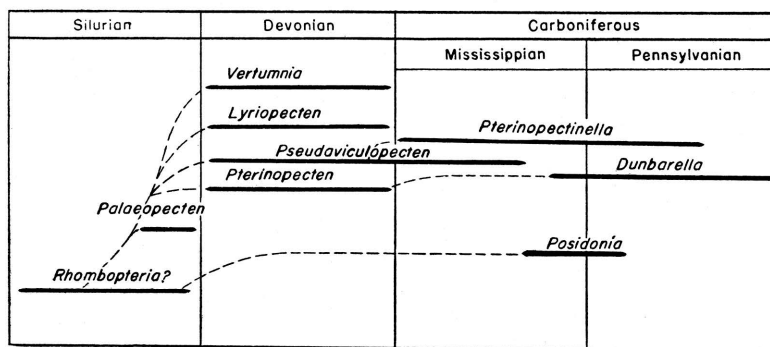 Silurian Devonian Carboniferous
Mississippian Pennsylvanian
Vertumnia
Lyriopecten
Pterinopectinella
Pseudaviculopecten
Pterinopecten Dunbarella
Palaeopecten
Posidonia
Rhombopteria?